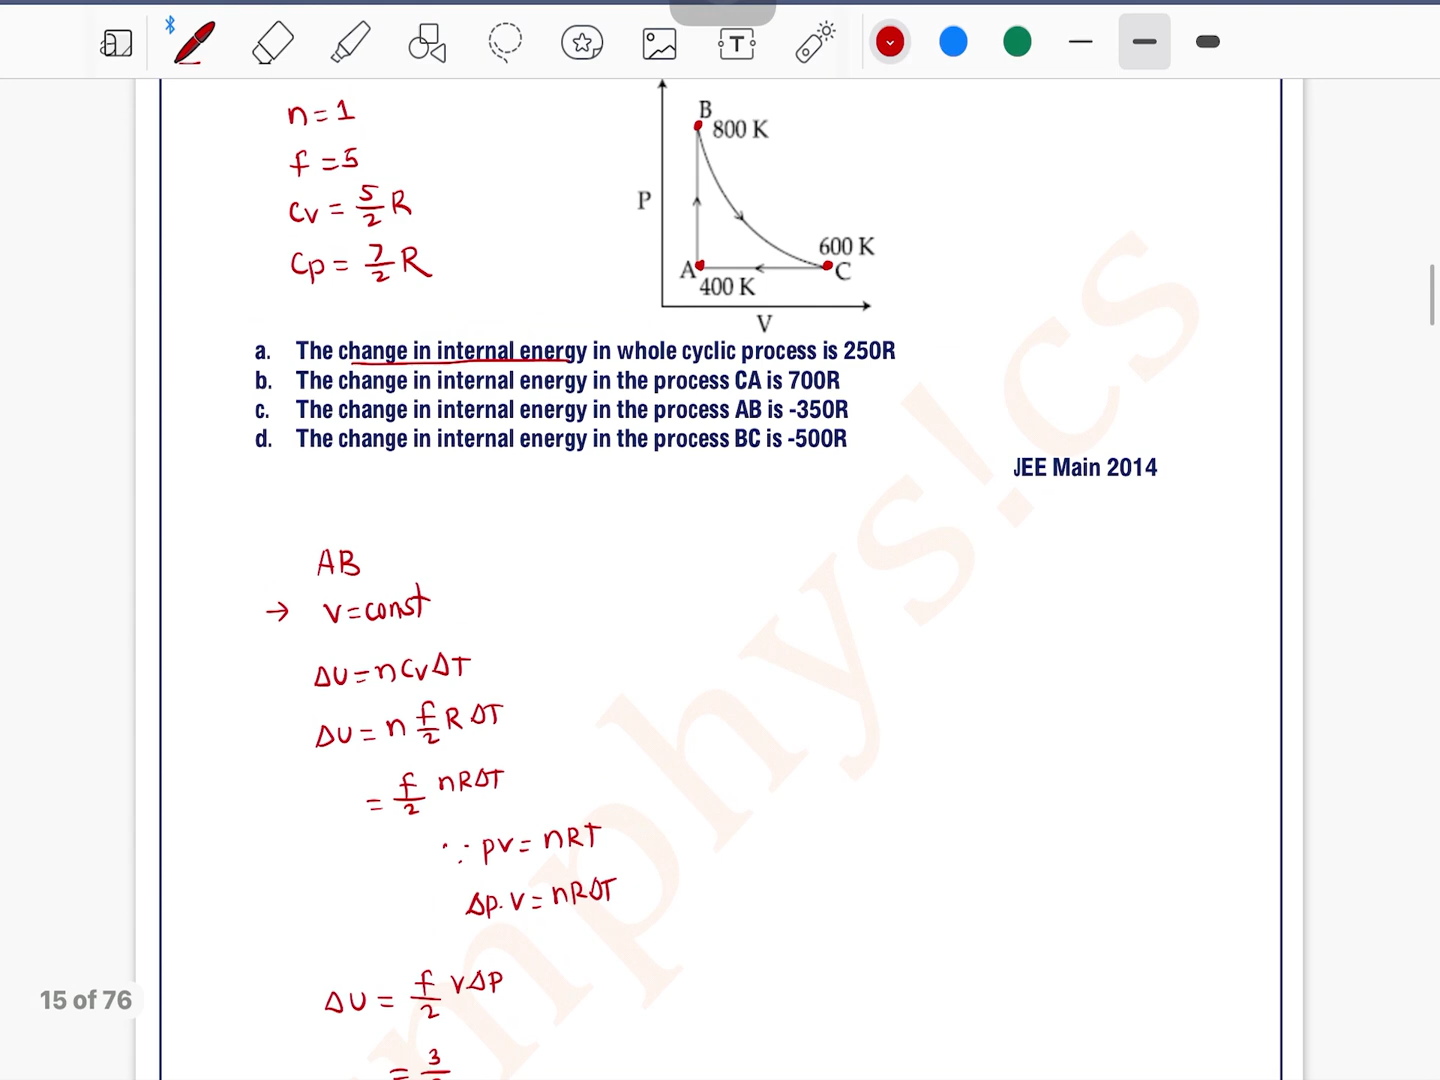 n = 1
f = 5
Cv = 5/2 R
Cp = 7/2 R
B
800 K
P
600 K
A
C
400 K
V
a. The change in internal energy in whole cyclic process is 250R
b. The change in internal energy in the process CA is 700R
c. The change in internal energy in the process AB is -350R
d. The change in internal energy in the process BC is -500R
JEE Main 2014
AB
→ v = const
ΔU = nCvΔT
ΔU = n f/2 R ΔT
= f/2 nRΔT
∵ PV = nRT
ΔP.V = nRΔT
ΔU = f/2 VΔP
= 3
15 of 76
mphys!cs
T